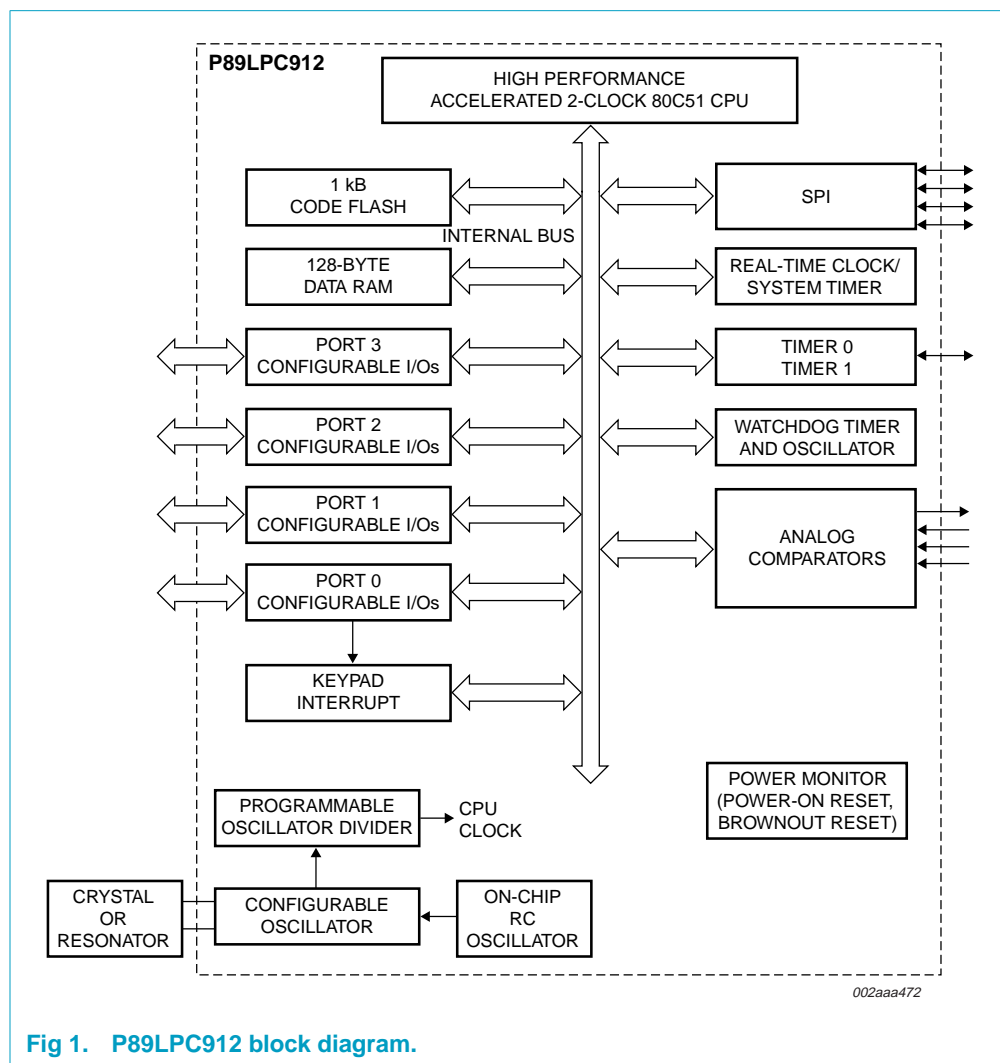 P89LPC912
HIGH PERFORMANCE
ACCELERATED 2-CLOCK 80C51 CPU
1 kB
CODE FLASH
SPI
INTERNAL BUS
128-BYTE
DATA RAM
REAL-TIME CLOCK/
SYSTEM TIMER
PORT 3
CONFIGURABLE I/Os
TIMER 0
TIMER 1
PORT 2
CONFIGURABLE I/Os
WATCHDOG TIMER
AND OSCILLATOR
PORT 1
CONFIGURABLE I/Os
ANALOG
COMPARATORS
PORT 0
CONFIGURABLE I/Os
KEYPAD
INTERRUPT
POWER MONITOR
(POWER-ON RESET,
BROWNOUT RESET)
PROGRAMMABLE
OSCILLATOR DIVIDER
CPU
CLOCK
CRYSTAL
OR
RESONATOR
CONFIGURABLE
OSCILLATOR
ON-CHIP
RC
OSCILLATOR
002aaa472
Fig 1. P89LPC912 block diagram.